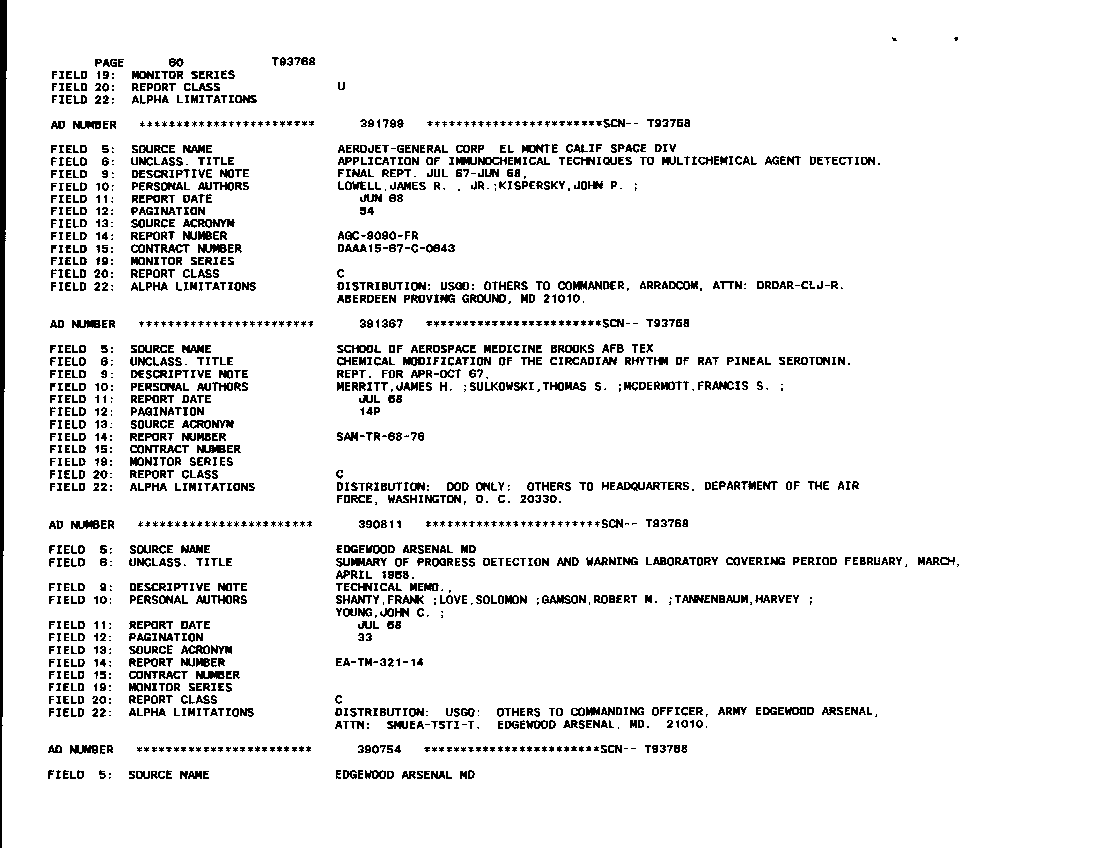 PAGE 60 T93768
FIELD 19: MONITOR SERIES
FIELD 20: REPORT CLASS U
FIELD 22: ALPHA LIMITATIONS
AD NUMBER ************************ 391799 ************************SCN-- T93768
FIELD 5: SOURCE NAME AEROJET-GENERAL CORP EL MONTE CALIF SPACE DIV
FIELD 6: UNCLASS. TITLE APPLICATION OF IMMUNOCHEMICAL TECHNIQUES TO MULTICHEMICAL AGENT DETECTION.
FIELD 9: DESCRIPTIVE NOTE FINAL REPT. JUL 67-JUN 68,
FIELD 10: PERSONAL AUTHORS LOWELL,JAMES R. , JR.;KISPERSKY,JOHN P. ;
FIELD 11: REPORT DATE JUN 68
FIELD 12: PAGINATION 54
FIELD 13: SOURCE ACRONYM
FIELD 14: REPORT NUMBER AGC-9090-FR
FIELD 15: CONTRACT NUMBER DAAA15-67-C-0643
FIELD 19: MONITOR SERIES
FIELD 20: REPORT CLASS C
FIELD 22: ALPHA LIMITATIONS DISTRIBUTION: USGO: OTHERS TO COMMANDER, ARRADCOM, ATTN: DRDAR-CLJ-R.
ABERDEEN PROVING GROUND, MD 21010.
AD NUMBER ************************ 391367 ************************SCN-- T93768
FIELD 5: SOURCE NAME SCHOOL OF AEROSPACE MEDICINE BROOKS AFB TEX
FIELD 6: UNCLASS. TITLE CHEMICAL MODIFICATION OF THE CIRCADIAN RHYTHM OF RAT PINEAL SEROTONIN.
FIELD 9: DESCRIPTIVE NOTE REPT. FOR APR-OCT 67,
FIELD 10: PERSONAL AUTHORS MERRITT,JAMES H. ;SULKOWSKI,THOMAS S. ;MCDERMOTT,FRANCIS S. ;
FIELD 11: REPORT DATE JUL 68
FIELD 12: PAGINATION 14P
FIELD 13: SOURCE ACRONYM
FIELD 14: REPORT NUMBER SAM-TR-68-76
FIELD 15: CONTRACT NUMBER
FIELD 19: MONITOR SERIES
FIELD 20: REPORT CLASS C
FIELD 22: ALPHA LIMITATIONS DISTRIBUTION: DOD ONLY: OTHERS TO HEADQUARTERS, DEPARTMENT OF THE AIR
FORCE, WASHINGTON, D. C. 20330.
AD NUMBER ************************ 390811 ************************SCN-- T93768
FIELD 5: SOURCE NAME EDGEWOOD ARSENAL MD
FIELD 6: UNCLASS. TITLE SUMMARY OF PROGRESS DETECTION AND WARNING LABORATORY COVERING PERIOD FEBRUARY, MARCH,
APRIL 1968.
FIELD 9: DESCRIPTIVE NOTE TECHNICAL MEMO.,
FIELD 10: PERSONAL AUTHORS SHANTY,FRANK ;LOVE,SOLOMON ;GAMSON,ROBERT M. ;TANNENBAUM,HARVEY ;
YOUNG,JOHN C. ;
FIELD 11: REPORT DATE JUL 68
FIELD 12: PAGINATION 33
FIELD 13: SOURCE ACRONYM
FIELD 14: REPORT NUMBER EA-TM-321-14
FIELD 15: CONTRACT NUMBER
FIELD 19: MONITOR SERIES
FIELD 20: REPORT CLASS C
FIELD 22: ALPHA LIMITATIONS DISTRIBUTION: USGO: OTHERS TO COMMANDING OFFICER, ARMY EDGEWOOD ARSENAL,
ATTN: SMUEA-TSTI-T. EDGEWOOD ARSENAL, MD. 21010.
AD NUMBER ************************ 390754 ************************SCN-- T93768
FIELD 5: SOURCE NAME EDGEWOOD ARSENAL MD